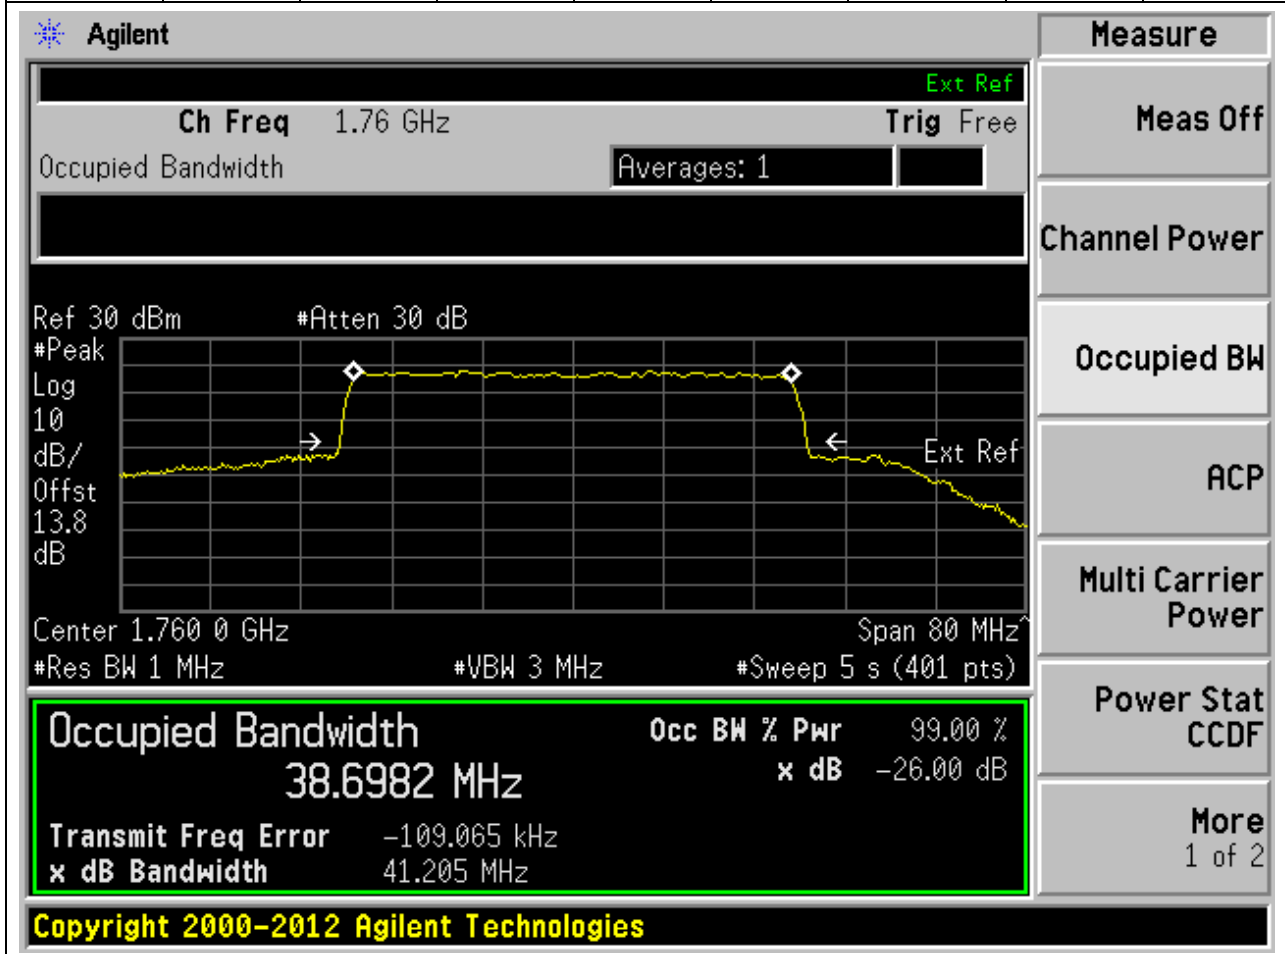 Agilent
Measure
Ext Ref
Ch Freq 1.76 GHz Trig Free
Occupied Bandwidth Averages: 1
Ref 30 dBm #Atten 30 dB
#Peak
Log
10
dB/
Offst
13.8
dB
Ext Ref
Center 1.760 0 GHz Span 80 MHz^
#Res BW 1 MHz #VBW 3 MHz #Sweep 5 s (401 pts)
Occupied Bandwidth
38.6982 MHz
Occ BW % Pwr 99.00 %
x dB -26.00 dB
Transmit Freq Error -109.065 kHz
x dB Bandwidth 41.205 MHz
Copyright 2000-2012 Agilent Technologies
Meas Off
Channel Power
Occupied BW
ACP
Multi Carrier
Power
Power Stat
CCDF
More
1 of 2